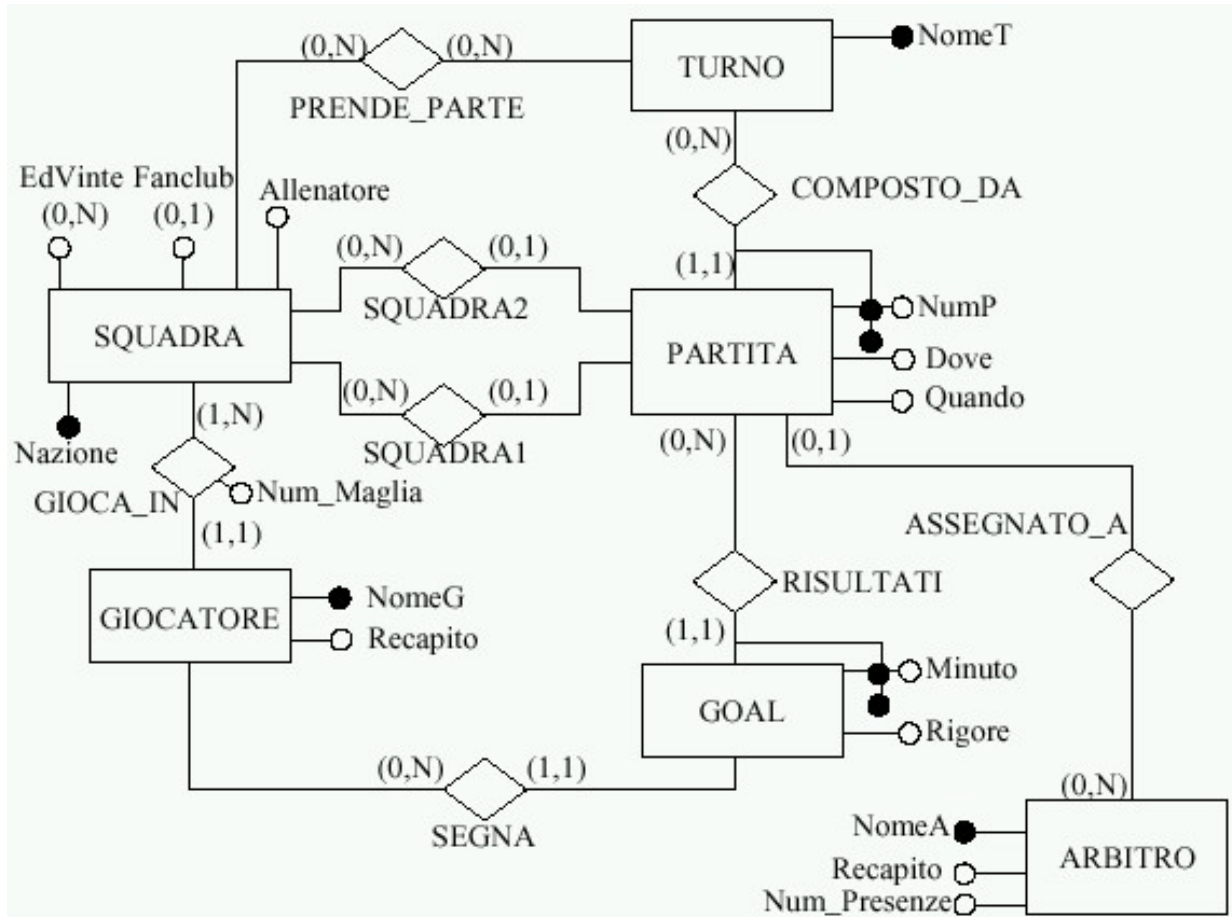 (0,N)
(0,N)
PRENDE_PARTE
TURNO
NomeT
(0,N)
COMPOSTO_DA
(1,1)
EdVinte
(0,N)
Fanclub
(0,1)
Allenatore
(0,N)
(0,1)
SQUADRA2
SQUADRA
PARTITA
NumP
Dove
Quando
(0,N)
(0,1)
SQUADRA1
Nazione
(1,N)
GIOCA_IN
Num_Maglia
(1,1)
(0,N)
(0,1)
ASSEGNATO_A
RISULTATI
GIOCATORE
NomeG
Recapito
(1,1)
GOAL
Minuto
Rigore
(0,N)
(1,1)
SEGNA
(0,N)
NomeA
Recapito
Num_Presenze
ARBITRO